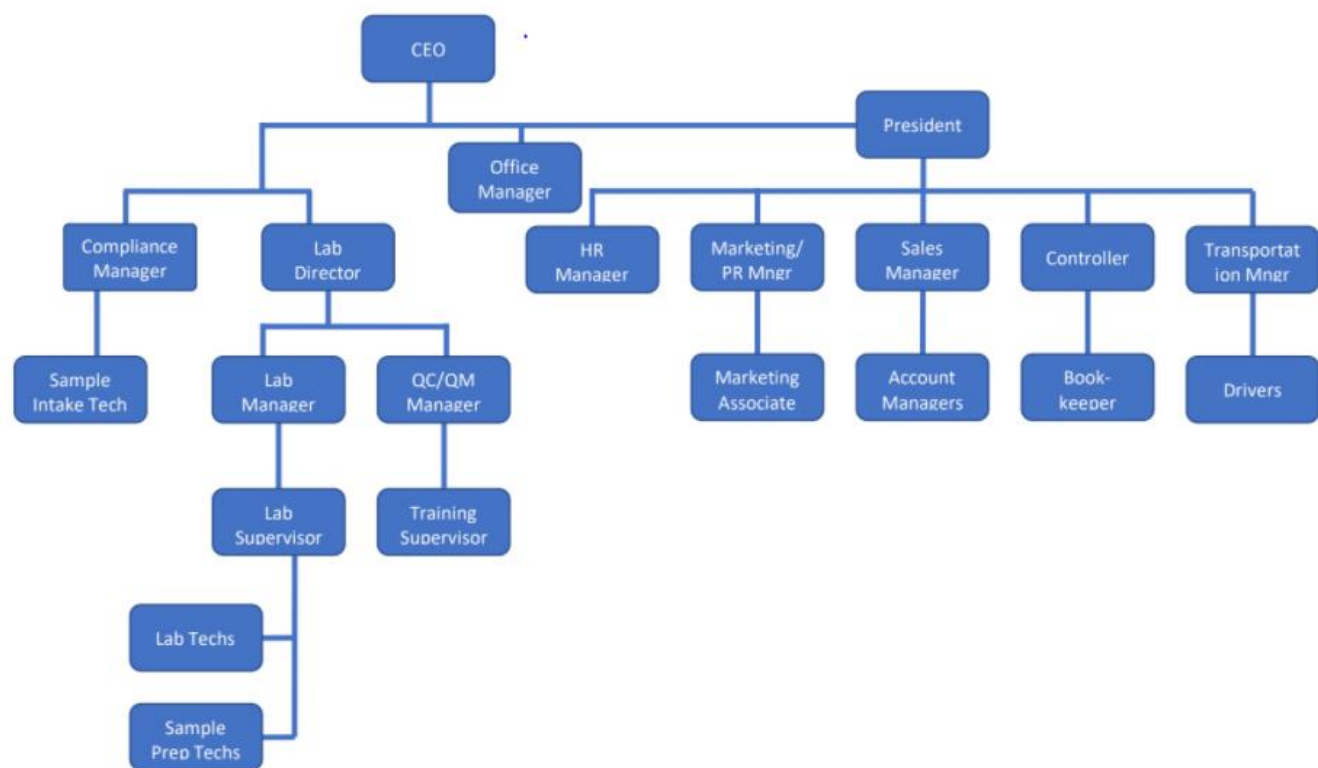 CEO
President
Office
Manager
Compliance
Manager
Lab
Director
HR
Manager
Marketing/
PR Mngr
Sales
Manager
Controller
Transportat
ion Mngr
Sample
Intake Tech
Lab
Manager
QC/QM
Manager
Marketing
Associate
Account
Managers
Book-
keeper
Drivers
Lab
Supervisor
Training
Supervisor
Lab Techs
Sample
Prep Techs